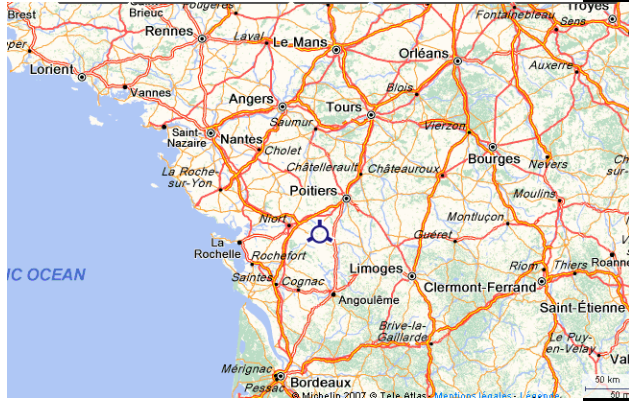 Brest
Brieuc
Fougères
Fontainebleau
Troyes
Rennes
Laval
Le Mans
Sens
Orléans
Lorient
Auxerre
Vannes
Blois
Angers
Tours
Saumur
Saint-
Nazaire
Nantes
Vierzon
Cholet
Bourges
Nevers
Châtellerault
Châteauroux
La Roche-
sur-Yon
Poitiers
Moulins
Niort
Montluçon
La
Rochelle
Guéret
Rochefort
Roanne
Saintes
Cognac
Limoges
Riom
Thiers
Clermont-Ferrand
Angoulême
IC OCEAN
Saint-Étienne
Brive-la-
Gaillarde
Le Puy-
en-Velay
Val
Mérignac
50 km
Pessac
Bordeaux
© Michelin 2007, © Tele Atlas - Mentions légales - Légende